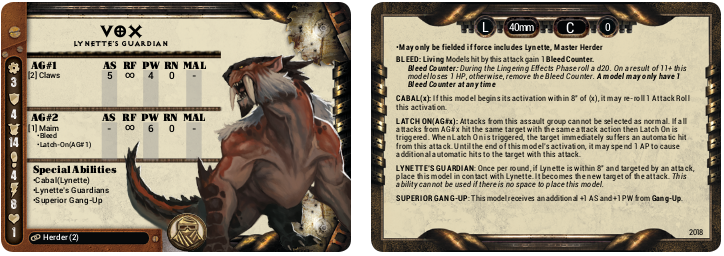 VOX
LYNETTE'S GUARDIAN
AG#1 AS RF PW RN MAL
[2] Claws 5 ∞ 4 0 -
AG#2 AS RF PW RN MAL
[1] Maim - ∞ 6 0 -
•Bleed
•Latch-On(AG#1)
Special Abilities
•Cabal(Lynette)
•Lynette's Guardians
•Superior Gang-Up
3
4
14
4
8
1
Herder(2)
L 40mm C 0
•May only be fielded if force includes Lynette, Master Herder
BLEED: Living Models hit by this attack gain 1 Bleed Counter.
Bleed Counter: During the Lingering Effects Phase roll a d20. On a result of 11+ this
model loses 1 HP, otherwise, remove the Bleed Counter. A model may only have 1
Bleed Counter at any time
CABAL(x): If this model begins its activation within 8" of (x), it may re-roll 1 Attack Roll
this activation.
LATCH ON(AG#x): Attacks from this assault group cannot be selected as normal. If all
attacks from AG#x hit the same target with the same attack action then Latch On is
triggered. When Latch On is triggered, the target immediately suffers an automatic hit
from this attack. Until the end of this model's activation, it may spend 1 AP to cause
additional automatic hits to the target with this attack.
LYNETTE'S GUARDIAN: Once per round, if Lynette is within 8" and targeted by an attack,
place this model in contact with Lynette. It becomes the new target of the attack. This
ability cannot be used if there is no space to place this model.
SUPERIOR GANG-UP: This model receives an additional +1 AS and +1 PW from Gang-Up.
2018